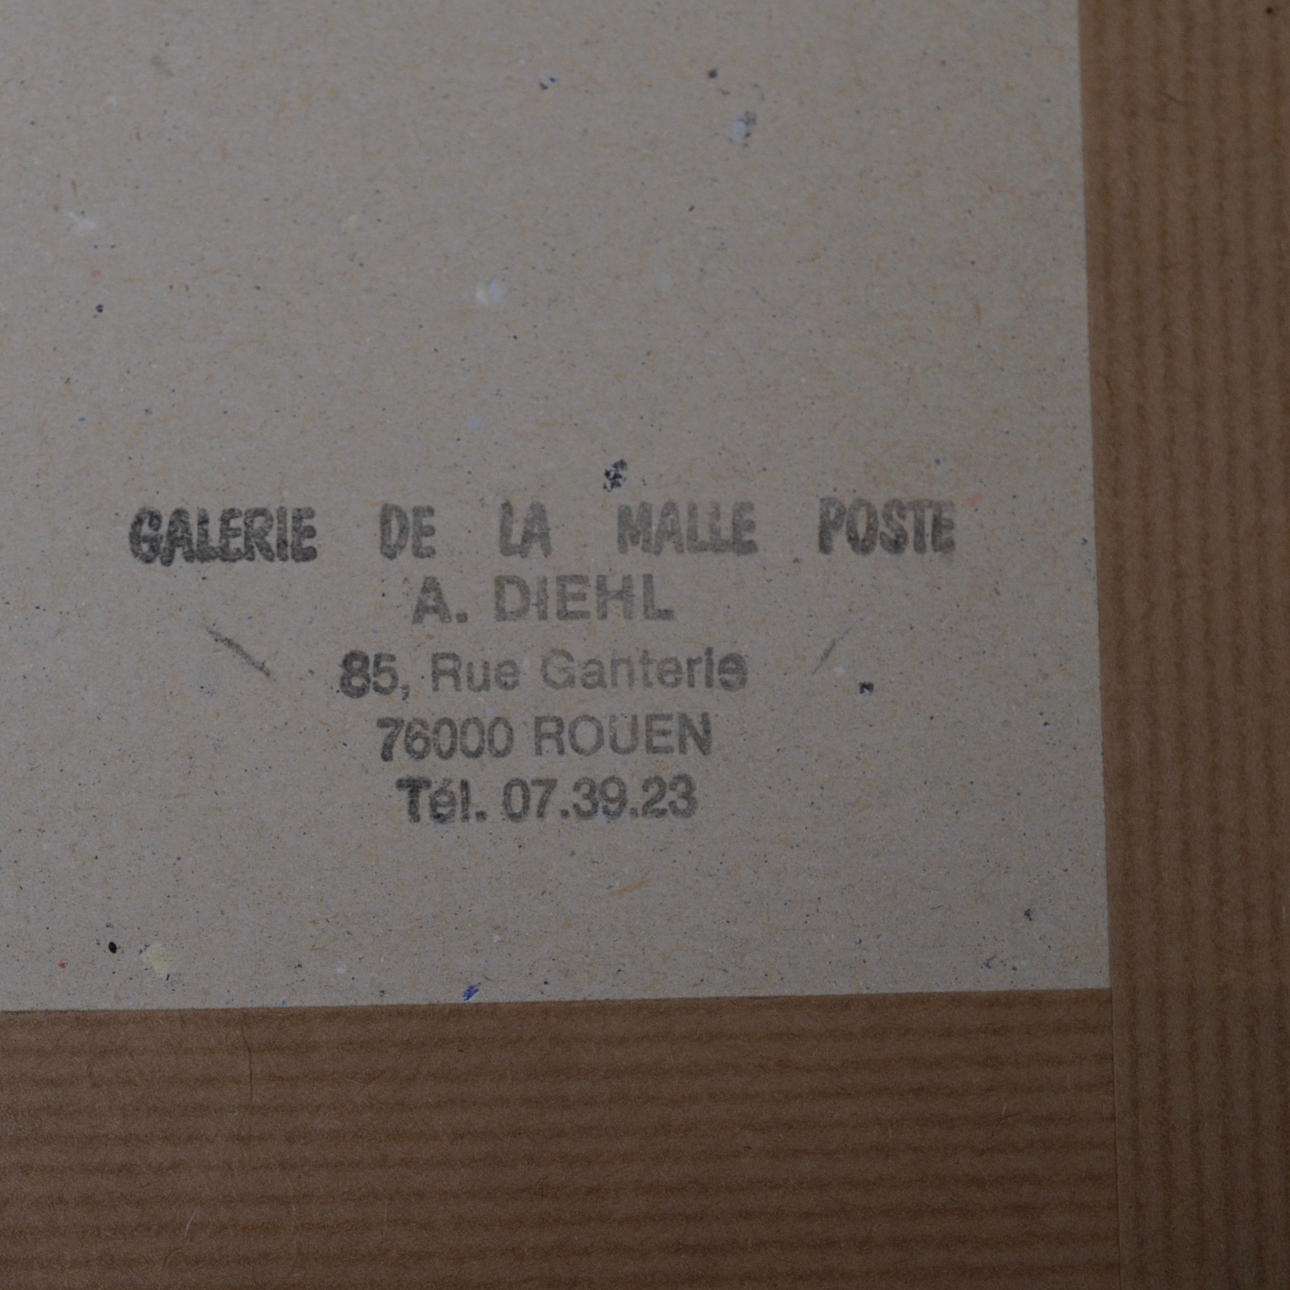 GALERIE DE LA MALLE POSTE
A. DIEHL
85, Rue Ganterie
76000 ROUEN
Tél. 07.39.23